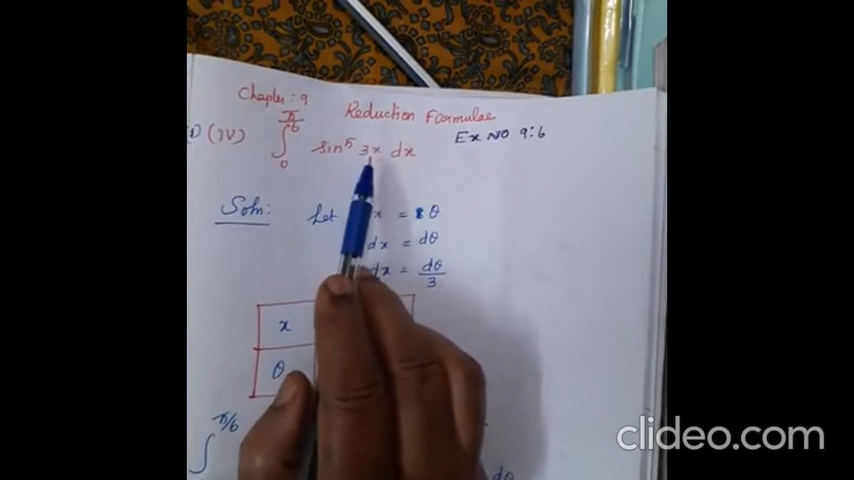 Chapter : 9
Reduction Formulae
(iv) ∫₀^(π/6) sin⁵ 3x dx
Ex NO 9:6
Soln: Let x = θ
dx = dθ
dx = dθ/3
x
θ
∫^π/6
dθ
clideo.com